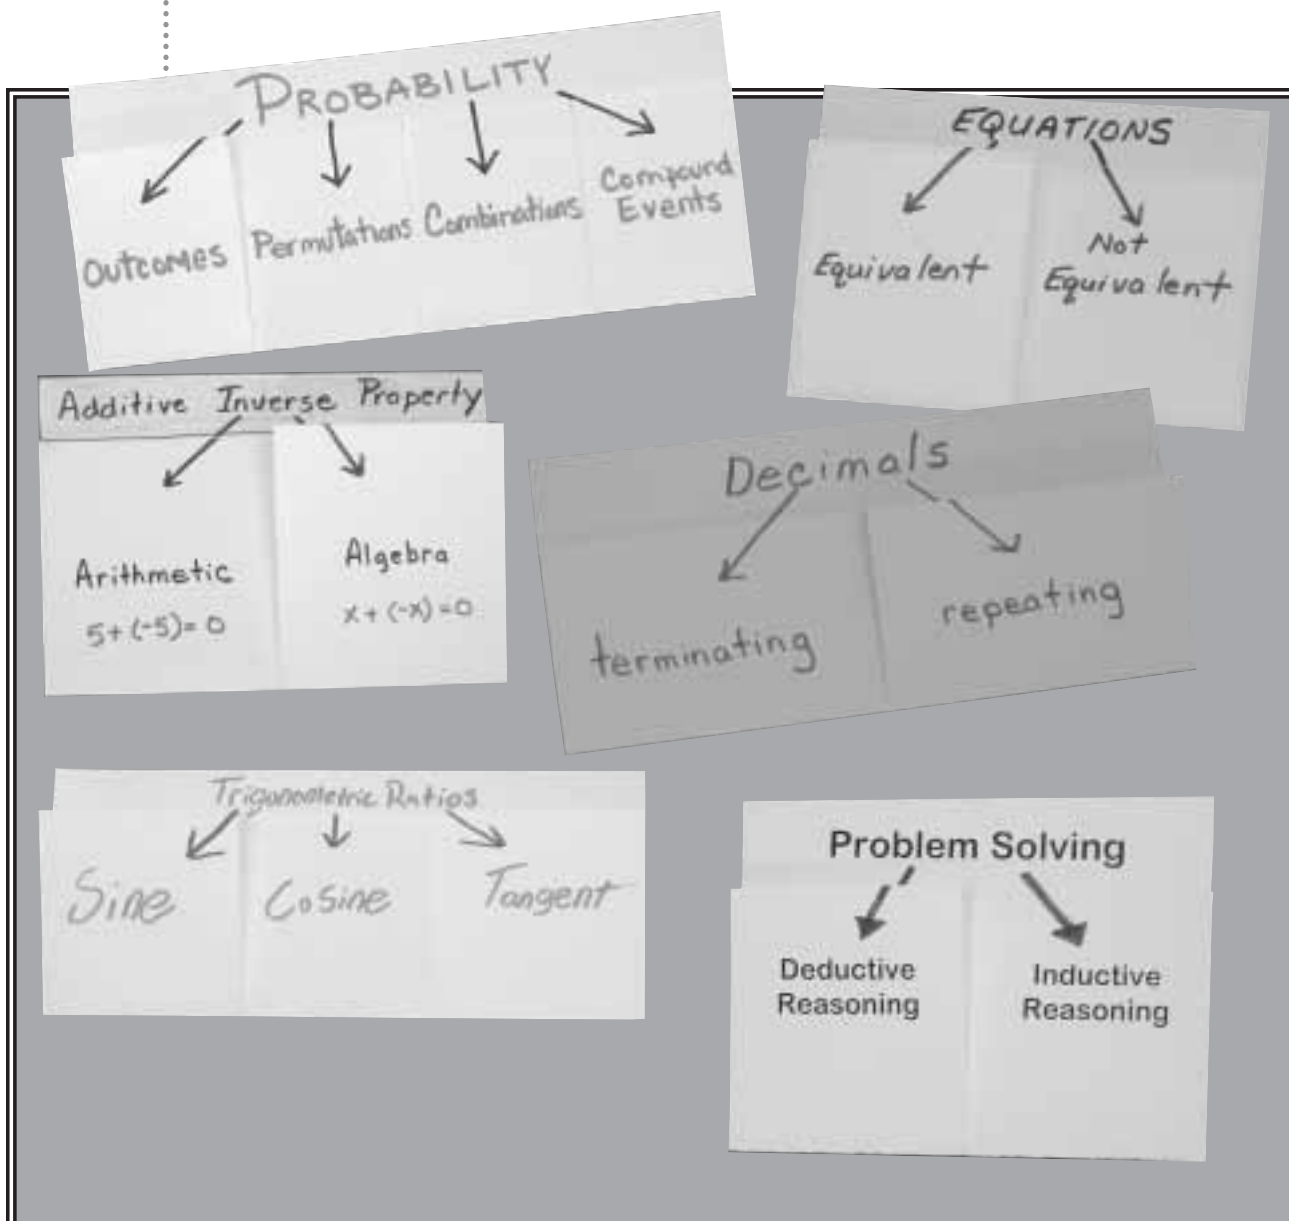 PROBABILITY
Outcomes
Permutations
Combinations
Compound
Events
EQUATIONS
Equivalent
Not
Equivalent
Additive Inverse Property
Arithmetic
5+(-5)=0
Algebra
x+(-x)=0
Decimals
terminating
repeating
Trigonometric Ratios
Sine
Cosine
Tangent
Problem Solving
Deductive
Reasoning
Inductive
Reasoning